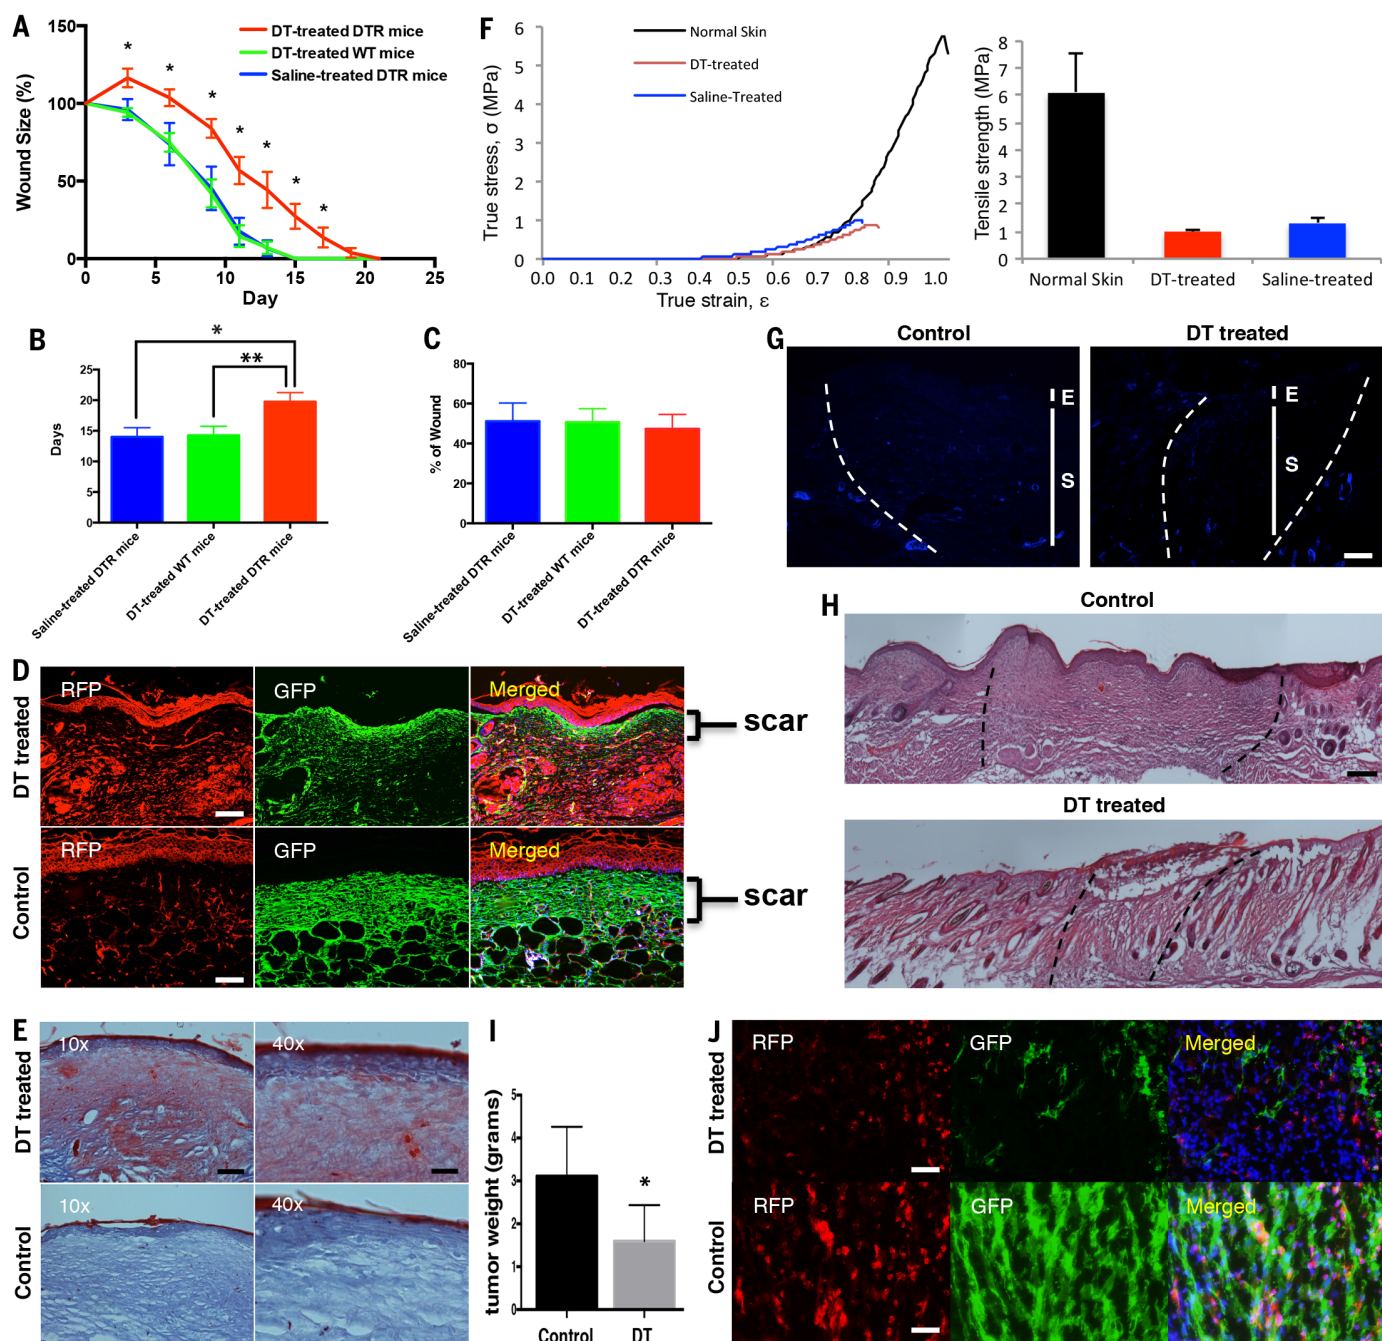 A
150
100
50
0
Wound Size (%)
DT-treated DTR mice
DT-treated WT mice
Saline-treated DTR mice
* * * * * * *
0 5 10 15 20 25
Day
F
6
5
4
3
2
1
0
True stress, σ (MPa)
Normal Skin
DT-treated
Saline-Treated
0.0 0.1 0.2 0.3 0.4 0.5 0.6 0.7 0.8 0.9 1.0
True strain, ε
8
7
6
5
4
3
2
1
0
Tensile strength (MPa)
Normal Skin DT-treated Saline-treated
B
25
20
15
10
5
0
Days
*
**
Saline-treated DTR mice
DT-treated WT mice
DT-treated DTR mice
C
80
60
40
20
0
% of Wound
Saline-treated DTR mice
DT-treated WT mice
DT-treated DTR mice
G
Control DT treated
E
S
E
S
D
DT treated
RFP GFP Merged
scar
Control
RFP GFP Merged
scar
H
Control
DT treated
E
DT treated
10x 40x
Control
10x 40x
I
5
4
3
2
1
0
tumor weight (grams)
*
Control DT
J
DT treated
RFP GFP Merged
Control
RFP GFP Merged